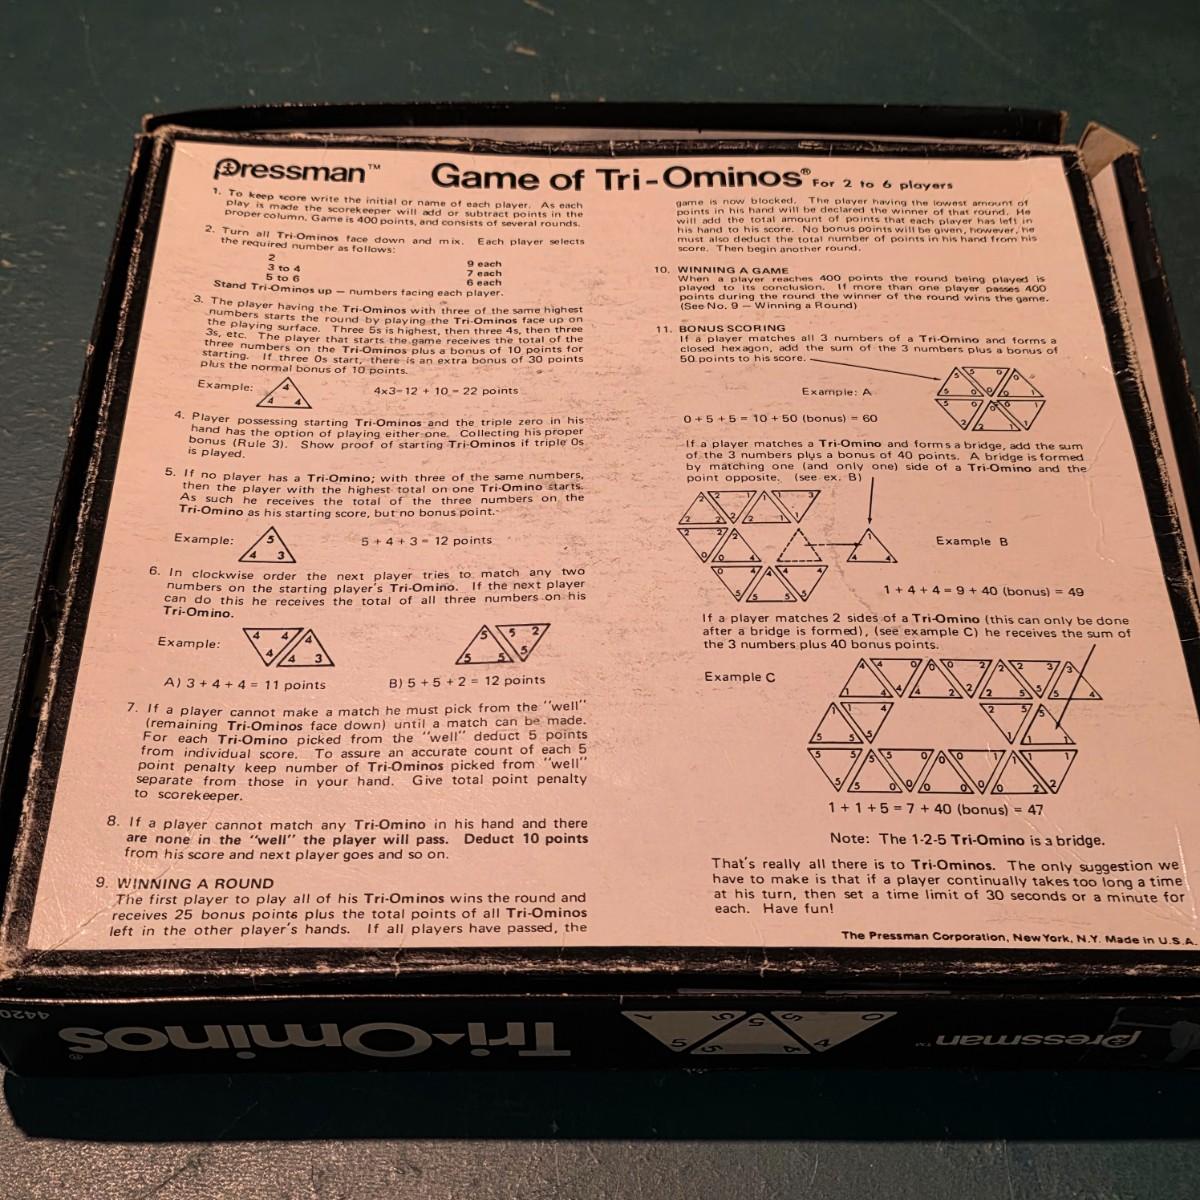 Pressman™ Game of Tri-Ominos® For 2 to 6 players
1. To keep score write the initial or name of each player. As each
play is made the scorekeeper will add or subtract points in the
proper column. Game is 400 points, and consists of several rounds.
2. Turn all Tri-Ominos face down and mix. Each player selects
the required number as follows:
2 9 each
3 to 4 7 each
5 to 6 6 each
Stand Tri-Ominos up — numbers facing each player.
3. The player having the Tri-Ominos with three of the same highest
numbers starts the round by playing the Tri-Ominos face up on
the playing surface. Three 5s is highest, then three 4s, then three
3s, etc. The player that starts the game receives the total of the
three numbers on the Tri-Ominos plus a bonus of 10 points for
starting. If three 0s start, there is an extra bonus of 30 points
plus the normal bonus of 10 points.
Example: 4 4 4 4x3=12 + 10 = 22 points
4. Player possessing starting Tri-Ominos and the triple zero in his
hand has the option of playing either one. Collecting his proper
bonus (Rule 3). Show proof of starting Tri-Ominos if triple 0s
is played.
5. If no player has a Tri-Omino; with three of the same numbers,
then the player with the highest total on one Tri-Omino starts.
As such he receives the total of the three numbers on the
Tri-Omino as his starting score, but no bonus point.
Example: 5 4 3 5 + 4 + 3 = 12 points
6. In clockwise order the next player tries to match any two
numbers on the starting player's Tri-Omino. If the next player
can do this he receives the total of all three numbers on his
Tri-Omino.
Example: 4 4 4 4 4 3 5 5 5 5 2 5
A) 3 + 4 + 4 = 11 points B) 5 + 5 + 2 = 12 points
7. If a player cannot make a match he must pick from the "well"
(remaining Tri-Ominos face down) until a match can be made.
For each Tri-Omino picked from the "well" deduct 5 points
from individual score. To assure an accurate count of each 5
point penalty keep number of Tri-Ominos picked from "well"
separate from those in your hand. Give total point penalty
to scorekeeper.
8. If a player cannot match any Tri-Omino in his hand and there
are none in the "well" the player will pass. Deduct 10 points
from his score and next player goes and so on.
9. WINNING A ROUND
The first player to play all of his Tri-Ominos wins the round and
receives 25 bonus points plus the total points of all Tri-Ominos
left in the other player's hands. If all players have passed, the
game is now blocked. The player having the lowest amount of
points in his hand will be declared the winner of that round. He
will add the total amount of points that each player has left in
his hand to his score. No bonus points will be given, however, he
must also deduct the total number of points in his hand from his
score. Then begin another round.
10. WINNING A GAME
When a player reaches 400 points the round being played is
played to its conclusion. If more than one player passes 400
points during the round the winner of the round wins the game.
(See No. 9 — Winning a Round)
11. BONUS SCORING
If a player matches all 3 numbers of a Tri-Omino and forms a
closed hexagon, add the sum of the 3 numbers plus a bonus of
50 points to his score.
Example: A
0 + 5 + 5 = 10 + 50 (bonus) = 60
If a player matches a Tri-Omino and forms a bridge, add the sum
of the 3 numbers plus a bonus of 40 points. A bridge is formed
by matching one (and only one) side of a Tri-Omino and the
point opposite. (see ex. B)
Example B
1 + 4 + 4 = 9 + 40 (bonus) = 49
If a player matches 2 sides of a Tri-Omino (this can only be done
after a bridge is formed), (see example C) he receives the sum of
the 3 numbers plus 40 bonus points.
Example C
1 + 1 + 5 = 7 + 40 (bonus) = 47
Note: The 1-2-5 Tri-Omino is a bridge.
That's really all there is to Tri-Ominos. The only suggestion we
have to make is that if a player continually takes too long a time
at his turn, then set a time limit of 30 seconds or a minute for
each. Have fun!
The Pressman Corporation, New York, N.Y. Made in U.S.A.
Pressman™ Tri-Ominos® 4420